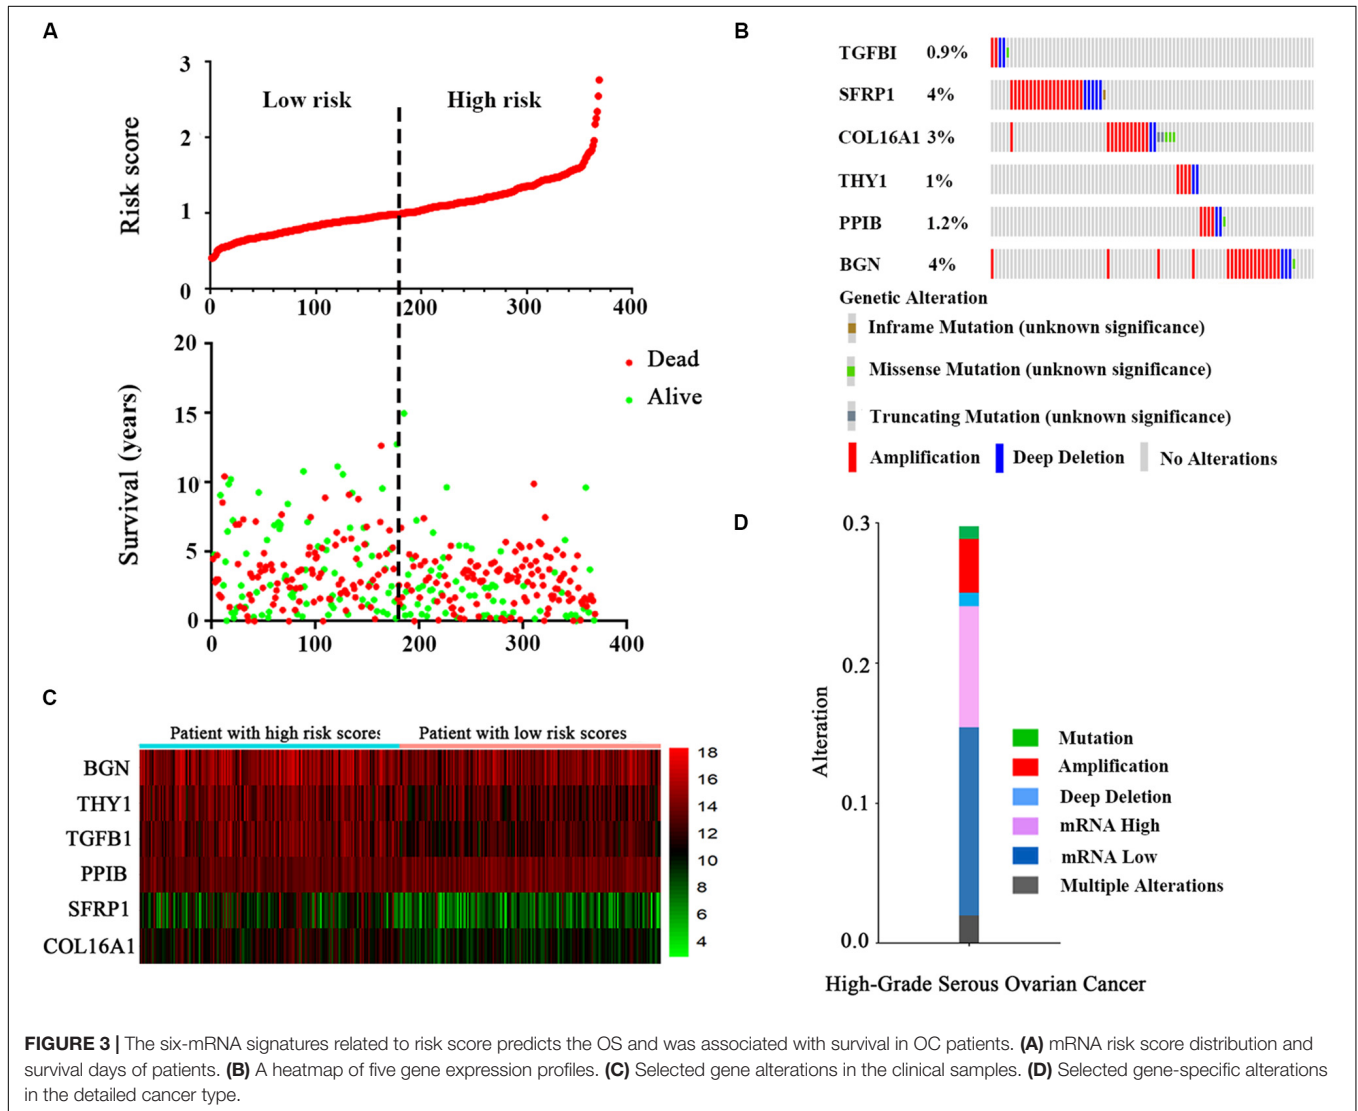 A
3
2
1
0
Risk score
Low risk
High risk
100
200
300
400
20
15
10
5
0
Survival (years)
Dead
Alive
0
100
200
300
400
B
TGFBI 0.9%
SFRP1 4%
COL16A1 3%
THY1 1%
PPIB 1.2%
BGN 4%
Genetic Alteration
Inframe Mutation (unknown significance)
Missense Mutation (unknown significance)
Truncating Mutation (unknown significance)
Amplification
Deep Deletion
No Alterations
C
Patient with high risk scores
Patient with low risk scores
BGN
THY1
TGFB1
PPIB
SFRP1
COL16A1
18
16
14
12
10
8
6
4
D
0.3
0.2
0.1
0.0
Alteration
Mutation
Amplification
Deep Deletion
mRNA High
mRNA Low
Multiple Alterations
High-Grade Serous Ovarian Cancer
FIGURE 3 | The six-mRNA signatures related to risk score predicts the OS and was associated with survival in OC patients. (A) mRNA risk score distribution and
survival days of patients. (B) A heatmap of five gene expression profiles. (C) Selected gene alterations in the clinical samples. (D) Selected gene-specific alterations
in the detailed cancer type.